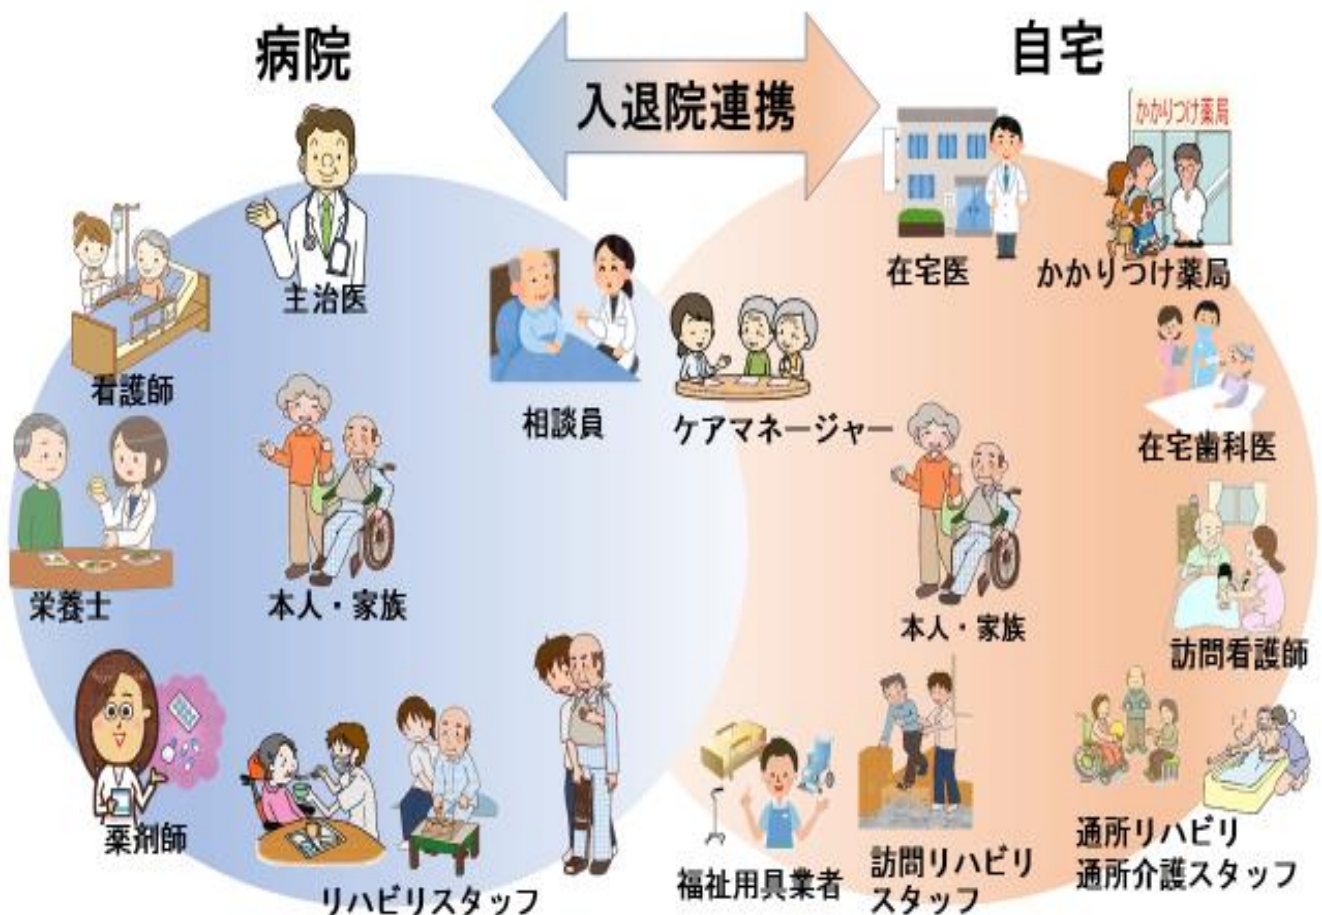 病院
入退院連携
自宅
かかりつけ薬局
主治医
在宅医
かかりつけ薬局
看護師
相談員
ケアマネージャー
在宅歯科医
栄養士
本人・家族
本人・家族
訪問看護師
薬剤師
リハビリスタッフ
福祉用具業者
訪問リハビリ
スタッフ
通所リハビリ
通所介護スタッフ